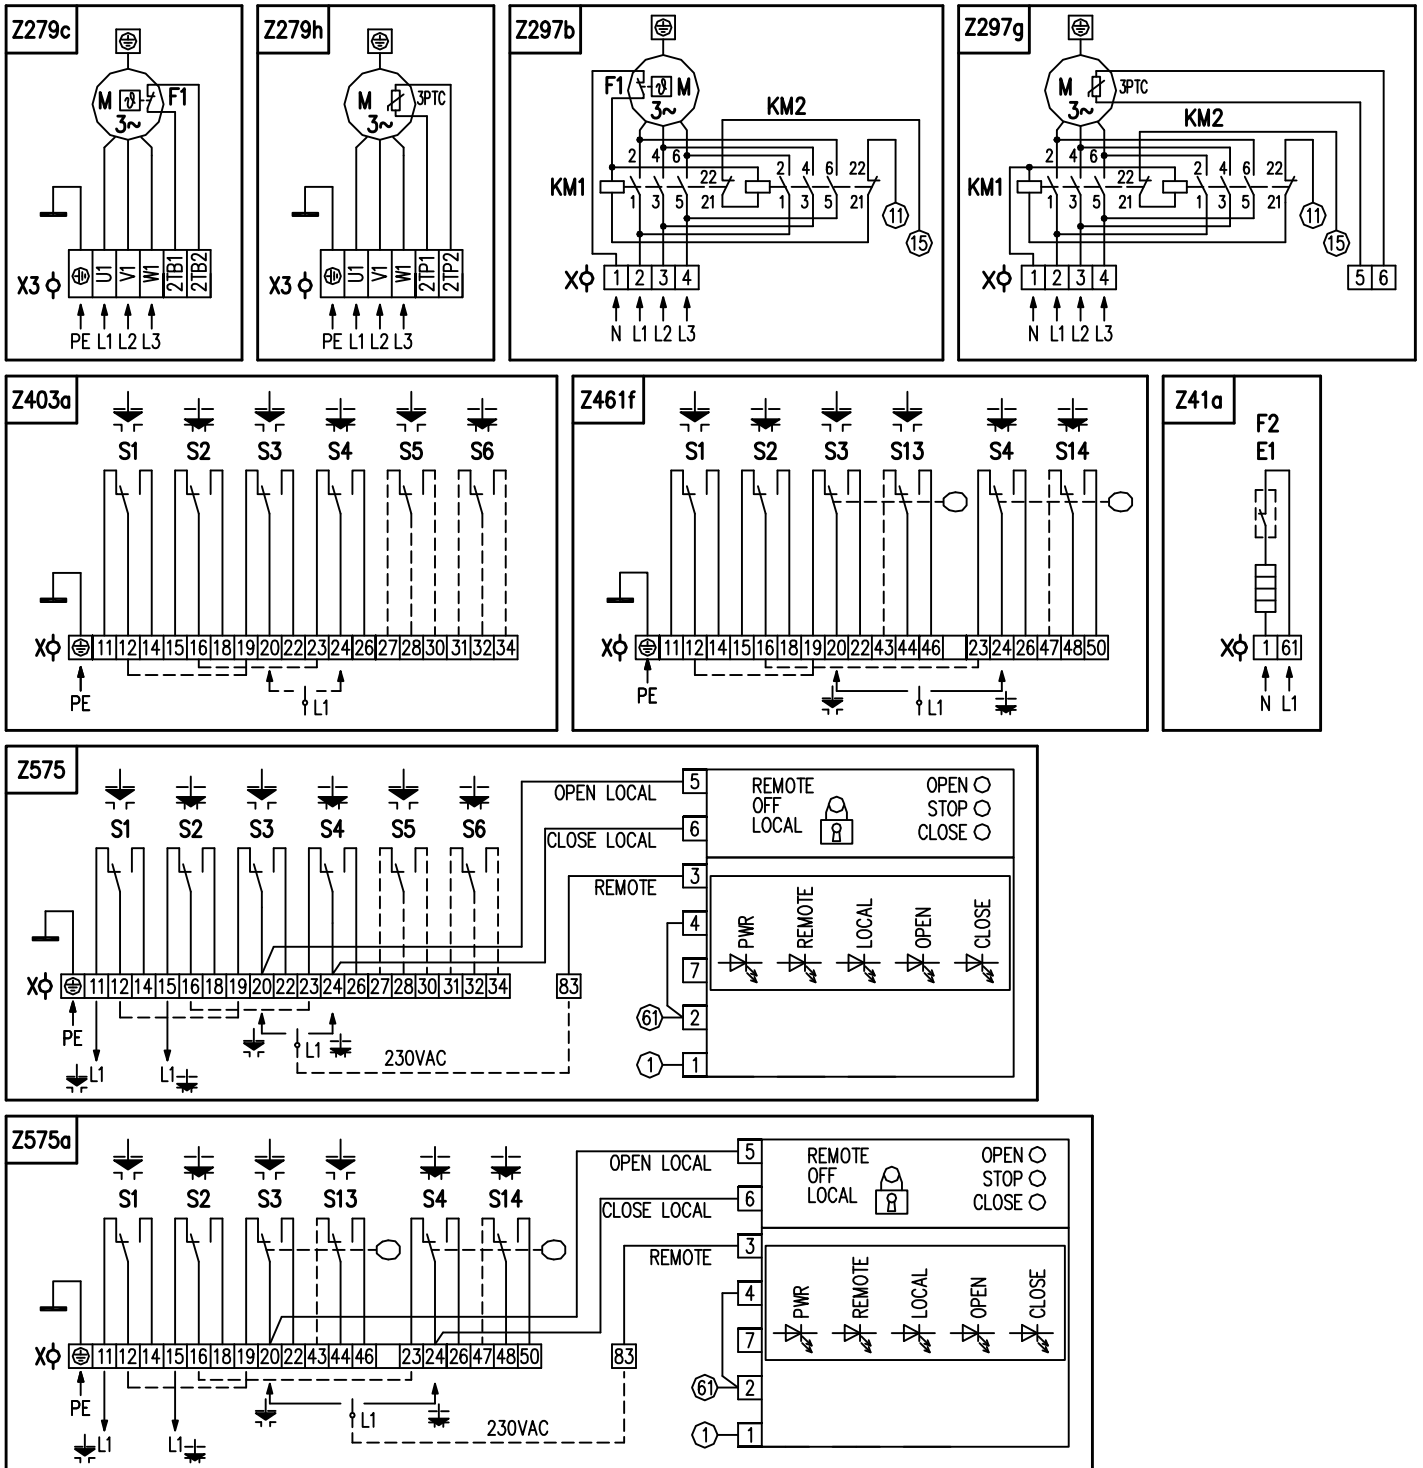 Z279c
M ϑ F1
3~
X3 U1 V1 W1 2TB1 2TB2
PE L1 L2 L3
Z279h
M 3PTC
3~
X3 U1 V1 W1 2TP1 2TP2
PE L1 L2 L3
Z297b
F1 ϑ M
3~
KM2
2 4 6 22 2 4 6 22
KM1
1 3 5 21 1 3 5 21
11
15
X 1 2 3 4
N L1 L2 L3
Z297g
M 3PTC
3~
KM2
2 4 6 22 2 4 6 22
KM1
1 3 5 21 1 3 5 21
11
15
X 1 2 3 4 5 6
N L1 L2 L3
Z403a
S1 S2 S3 S4 S5 S6
X 11 12 14 15 16 18 19 20 22 23 24 26 27 28 30 31 32 34
PE L1
Z461f
S1 S2 S3 S13 S4 S14
X 11 12 14 15 16 18 19 20 22 43 44 46 23 24 26 47 48 50
PE L1
Z41a
F2
E1
X 1 61
N L1
Z575
S1 S2 S3 S4 S5 S6
OPEN LOCAL 5
CLOSE LOCAL 6
REMOTE 3
4
7
61 2
1 1
REMOTE
OFF
LOCAL
OPEN
STOP
CLOSE
PWR REMOTE LOCAL OPEN CLOSE
X 11 12 14 15 16 18 19 20 22 23 24 26 27 28 30 31 32 34 83
PE L1 L1 L1
230VAC
Z575a
S1 S2 S3 S13 S4 S14
OPEN LOCAL 5
CLOSE LOCAL 6
REMOTE 3
4
7
61 2
1 1
REMOTE
OFF
LOCAL
OPEN
STOP
CLOSE
PWR REMOTE LOCAL OPEN CLOSE
X 11 12 14 15 16 18 19 20 22 43 44 46 23 24 26 47 48 50 83
PE L1 L1 L1
230VAC